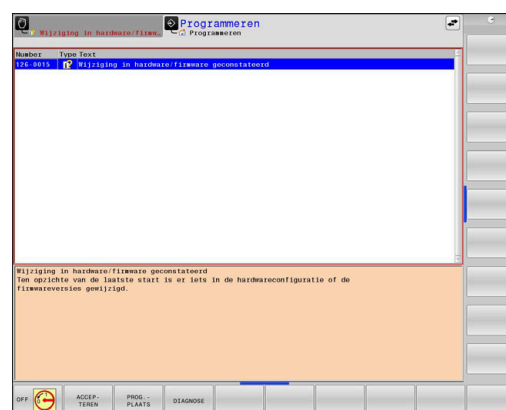 Wijziging in hardware/firmw…
Programmeren
Programmeren
Number Type Text
126-0015 Wijziging in hardware/firmware geconstateerd
Wijziging in hardware/firmware geconstateerd
Ten opzichte van de laatste start is er iets in de hardwareconfiguratie of de
firmwareversies gewijzigd.
OFF
ACCEP-
TEREN
PROG.-
PLAATS
DIAGNOSE